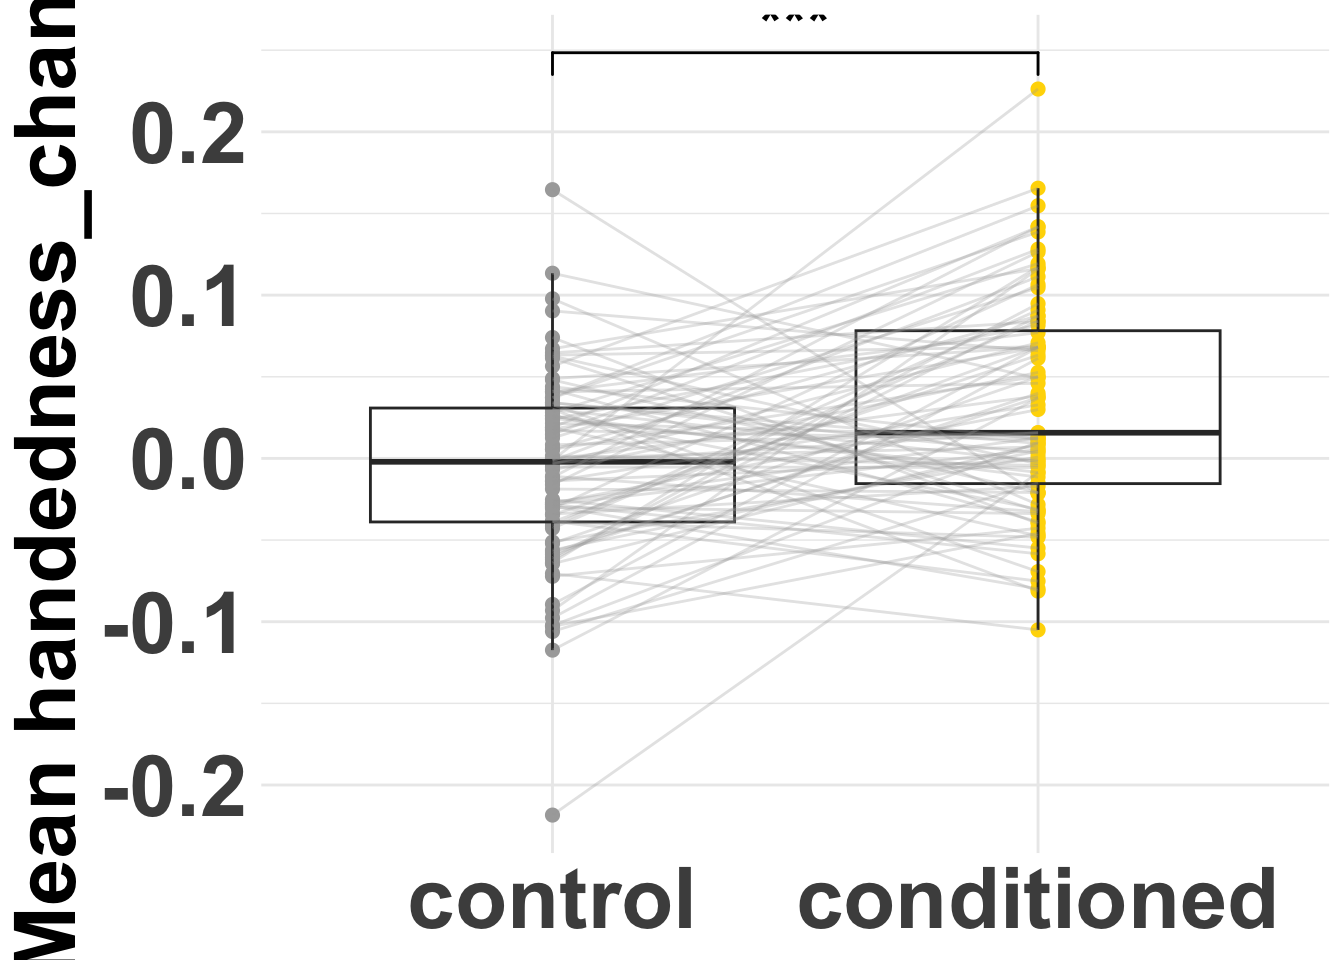 ***
Mean handedness_chan
0.2
0.1
0.0
-0.1
-0.2
control
conditioned